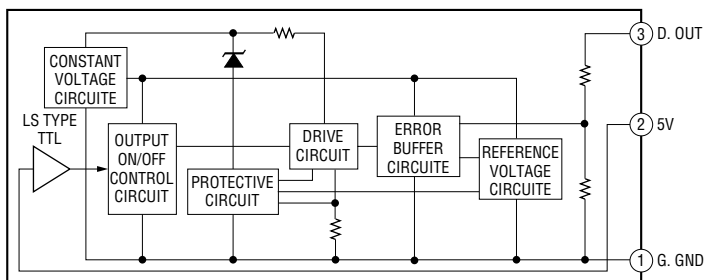 3 D. OUT
CONSTANT
VOLTAGE
CIRCUITE
LS TYPE
TTL
2 5V
OUTPUT
ON/OFF
CONTROL
CIRCUIT
DRIVE
CIRCUIT
ERROR
BUFFER
CIRCUITE
REFERENCE
VOLTAGE
CIRCUITE
PROTECTIVE
CIRCUIT
1 G. GND